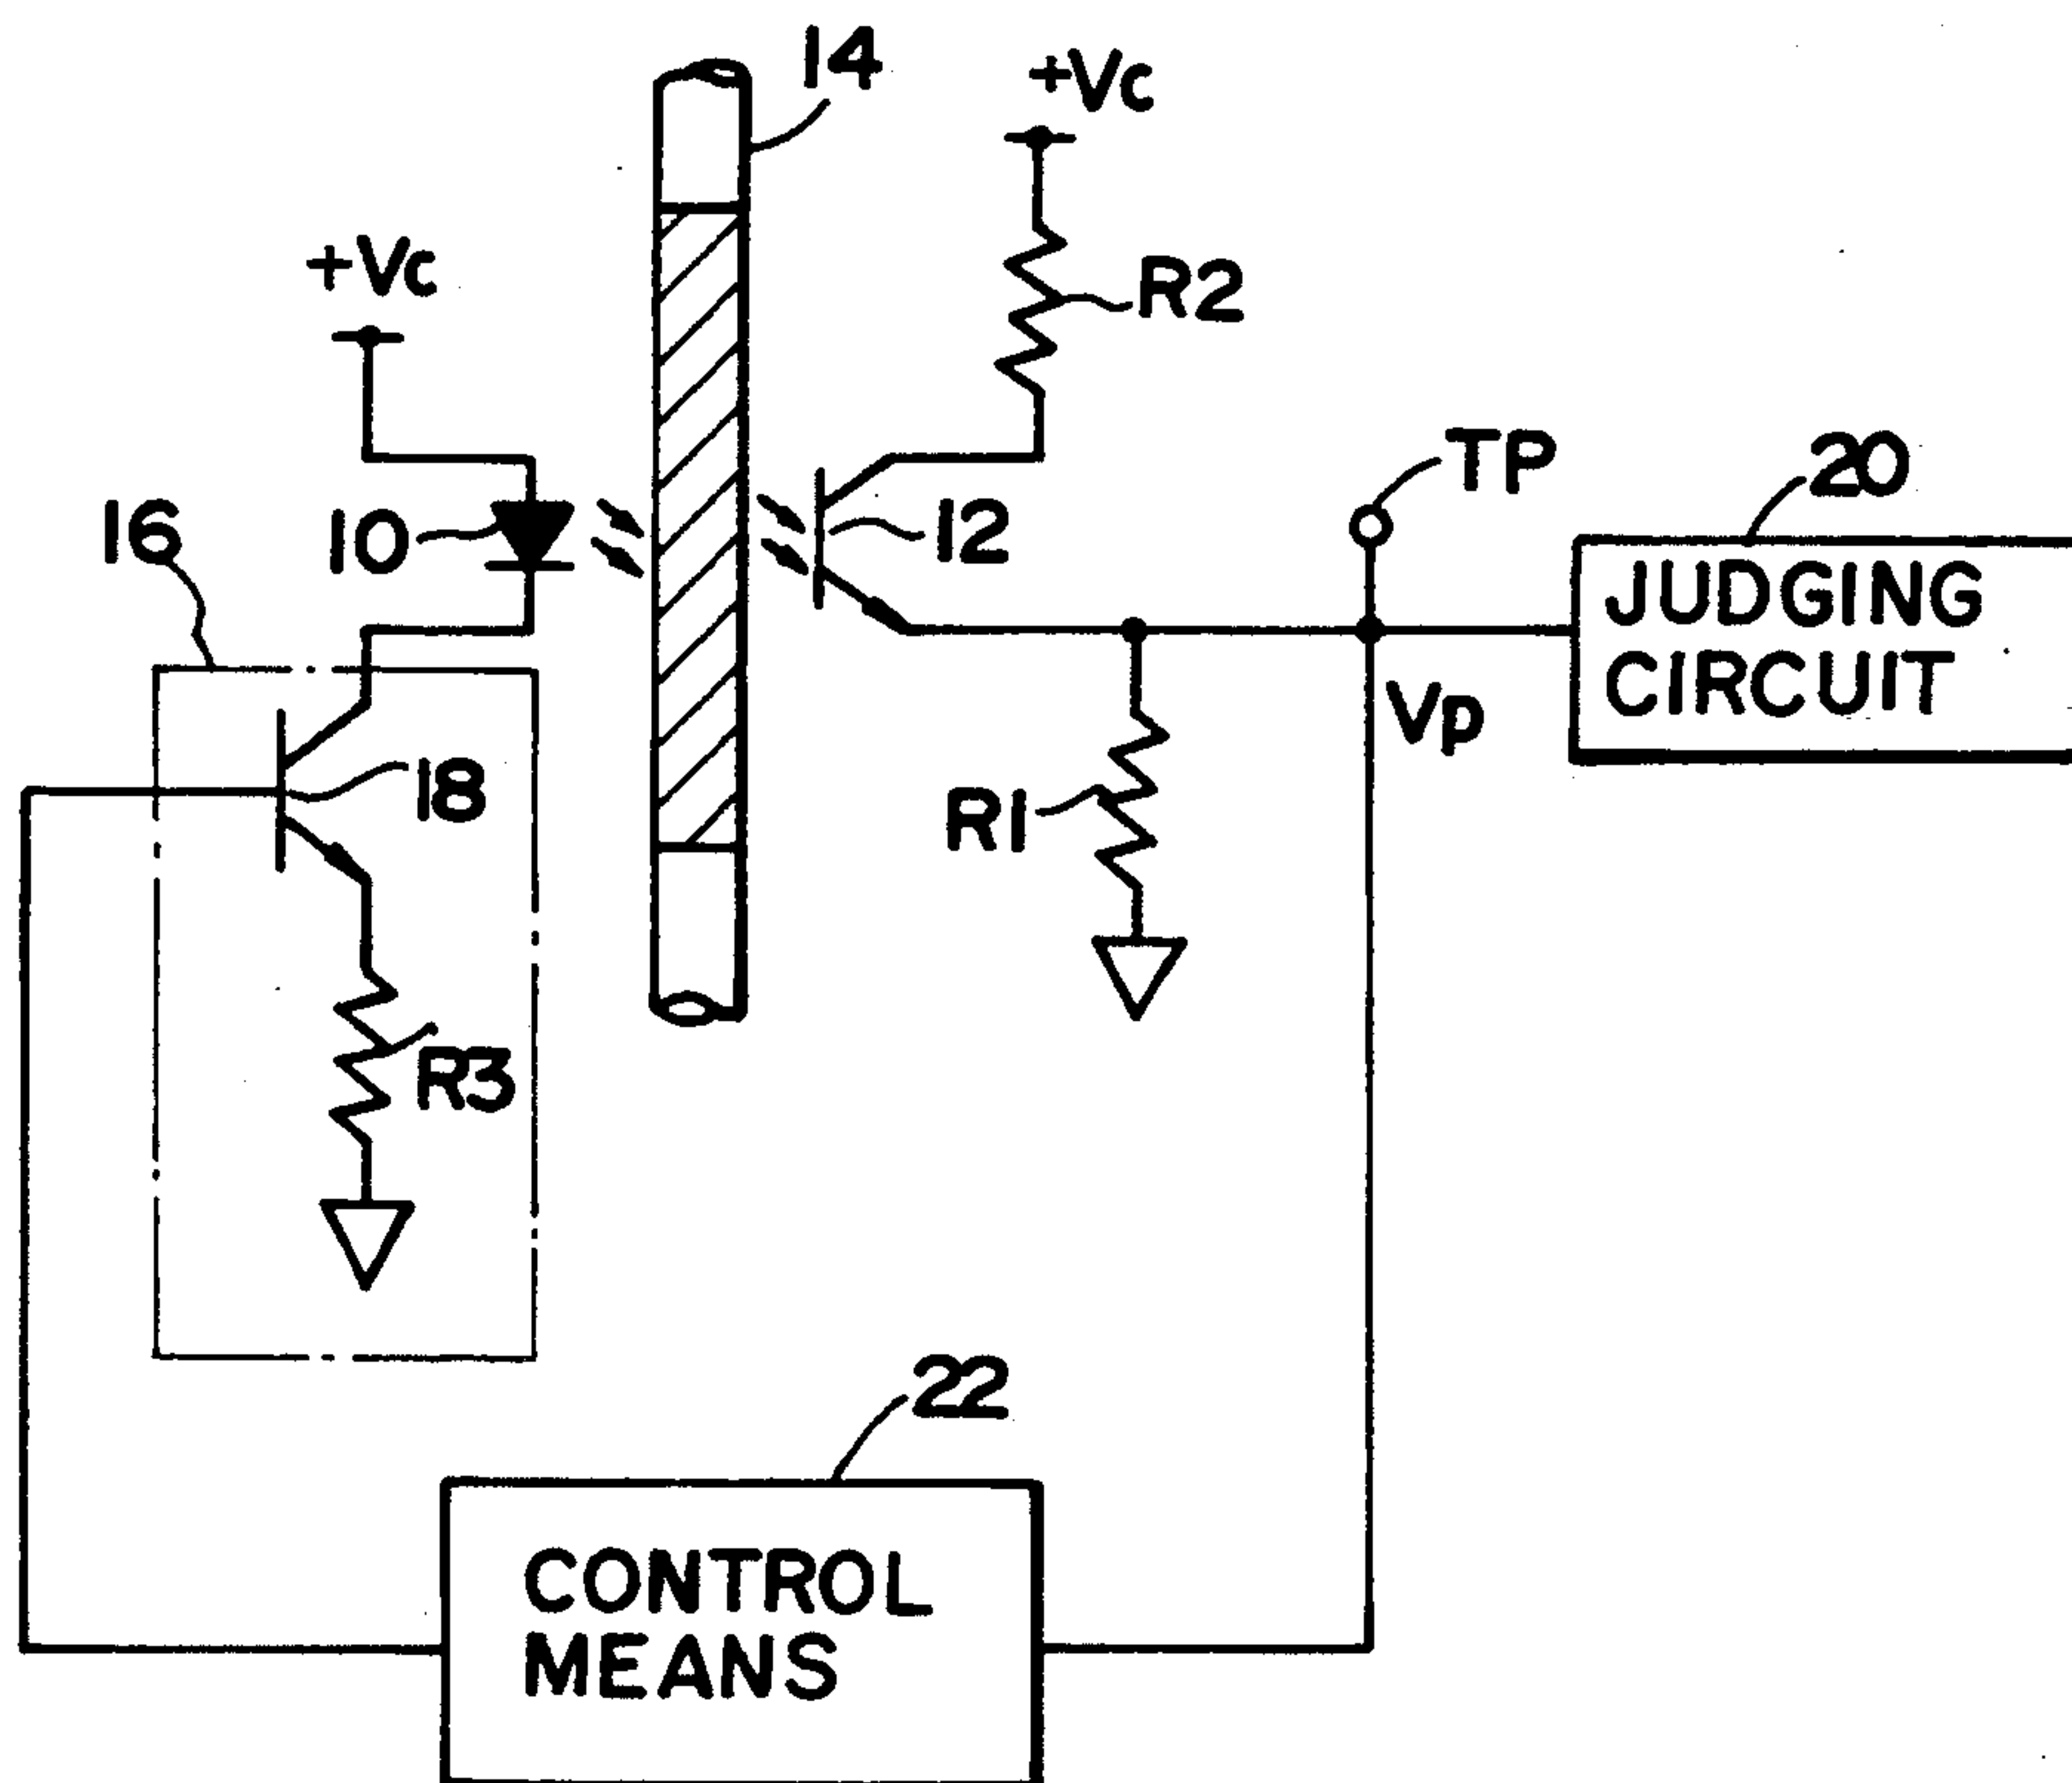 14
+Vc
+Vc
R2
TP
20
16
10
12
JUDGING
CIRCUIT
Vp
18
R1
R3
22
CONTROL
MEANS